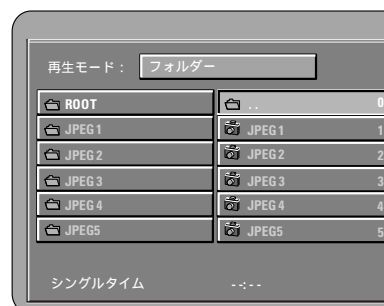 再生モード： フォルダー
ROOT .. 0
JPEG1 JPEG1 1
JPEG2 JPEG2 2
JPEG3 JPEG3 3
JPEG4 JPEG4 4
JPEG5 JPEG5 5
シングルタイム --:--